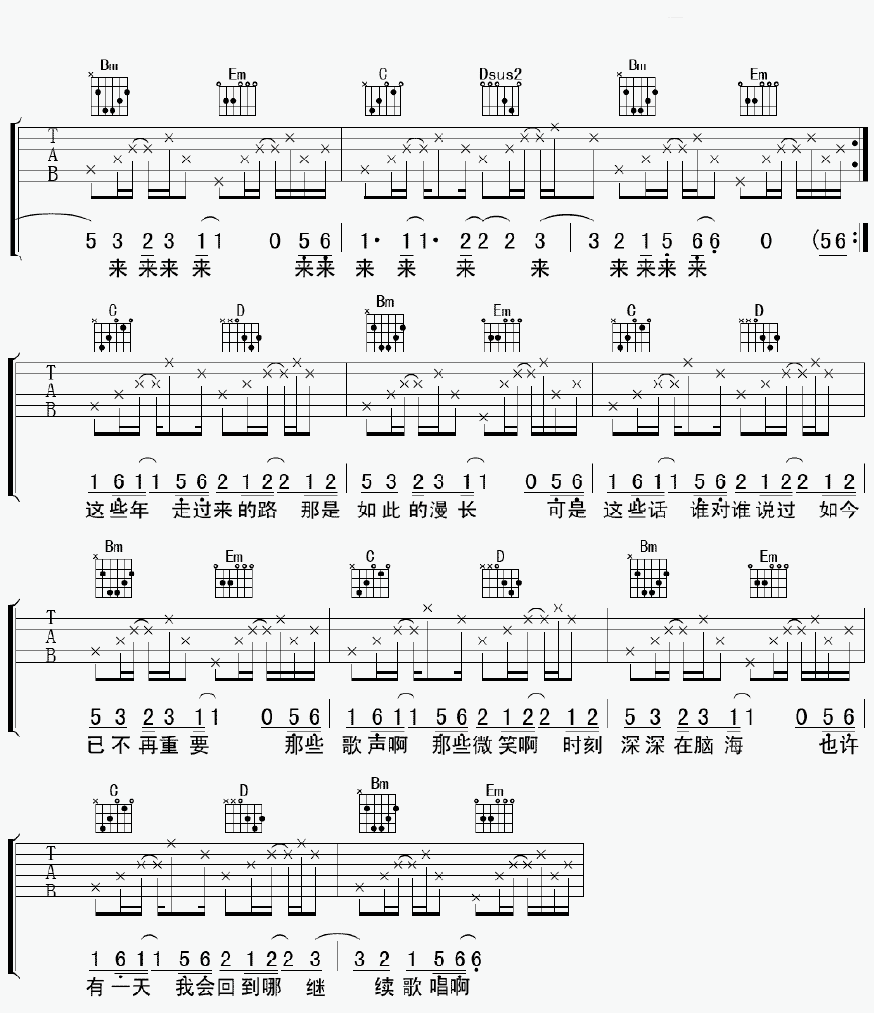 Bm Em C Dsus2 Bm Em
T A B
5 3 2 3 1 1 0 5 6 1· 1 1· 2 2 2 3 3 2 1 5 6 6 0 (5 6 :
来 来来 来 来来 来 来 来 来 来 来来 来
C D Bm Em C D
T A B
1 6 1 1 5 6 2 1 2 2 1 2 5 3 2 3 1 1 0 5 6 1 6 1 1 5 6 2 1 2 2 1 2
这些年 走过来的路 那是 如此的漫长 可是 这些话 谁对谁说过 如今
Bm Em C D Bm Em
T A B
5 3 2 3 1 1 0 5 6 1 6 1 1 5 6 2 1 2 2 1 2 5 3 2 3 1 1 0 5 6
已不再重要 那些 歌声啊 那些微笑啊 时刻 深深在脑海 也许
C D Bm Em
T A B
1 6 1 1 5 6 2 1 2 2 3 3 2 1 5 6 6
有一天 我会回到哪 继 续歌唱啊